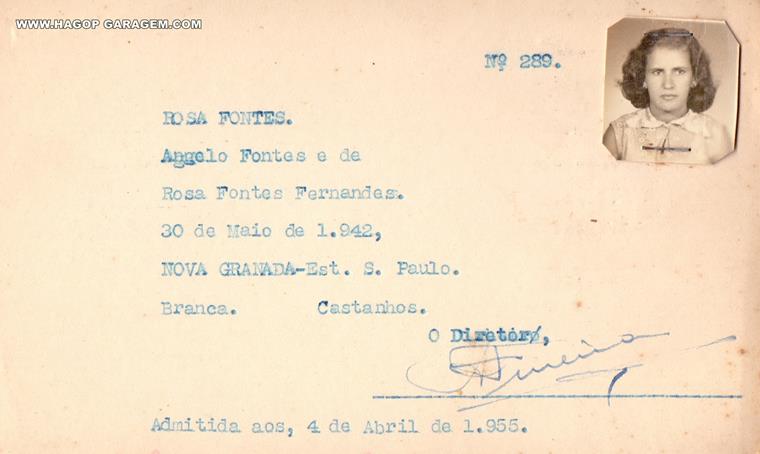 WWW.HAGOP GARAGEM.COM
Nº 289.
ROSA FONTES.
Angelo Fontes e de
Rosa Fontes Fernandes.
30 de Maio de 1.942,
NOVA GRANADA-Est. S. Paulo.
Branca. Castanhos.
O Diretor,
Admitida aos, 4 de Abril de 1.955.